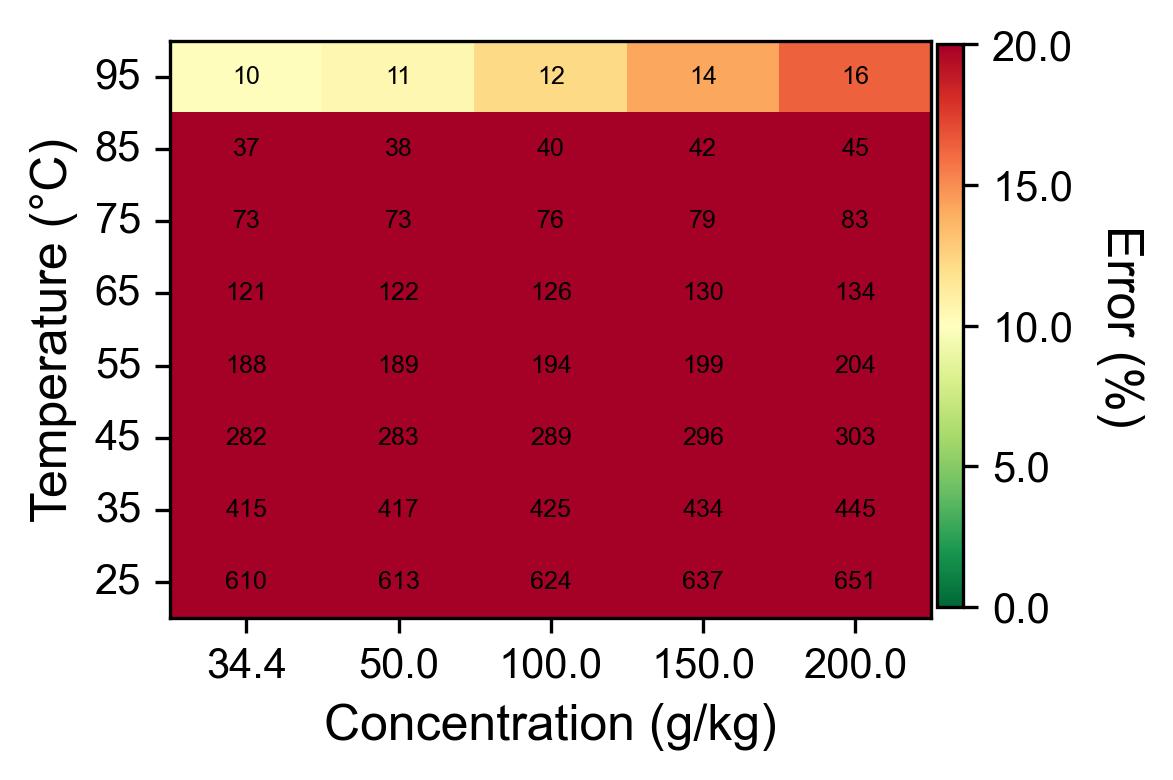 95 10 11 12 14 16
85 37 38 40 42 45
75 73 73 76 79 83
65 121 122 126 130 134
55 188 189 194 199 204
45 282 283 289 296 303
35 415 417 425 434 445
25 610 613 624 637 651
34.4 50.0 100.0 150.0 200.0
Concentration (g/kg)
Temperature (°C)
20.0
15.0
10.0
5.0
0.0
Error (%)